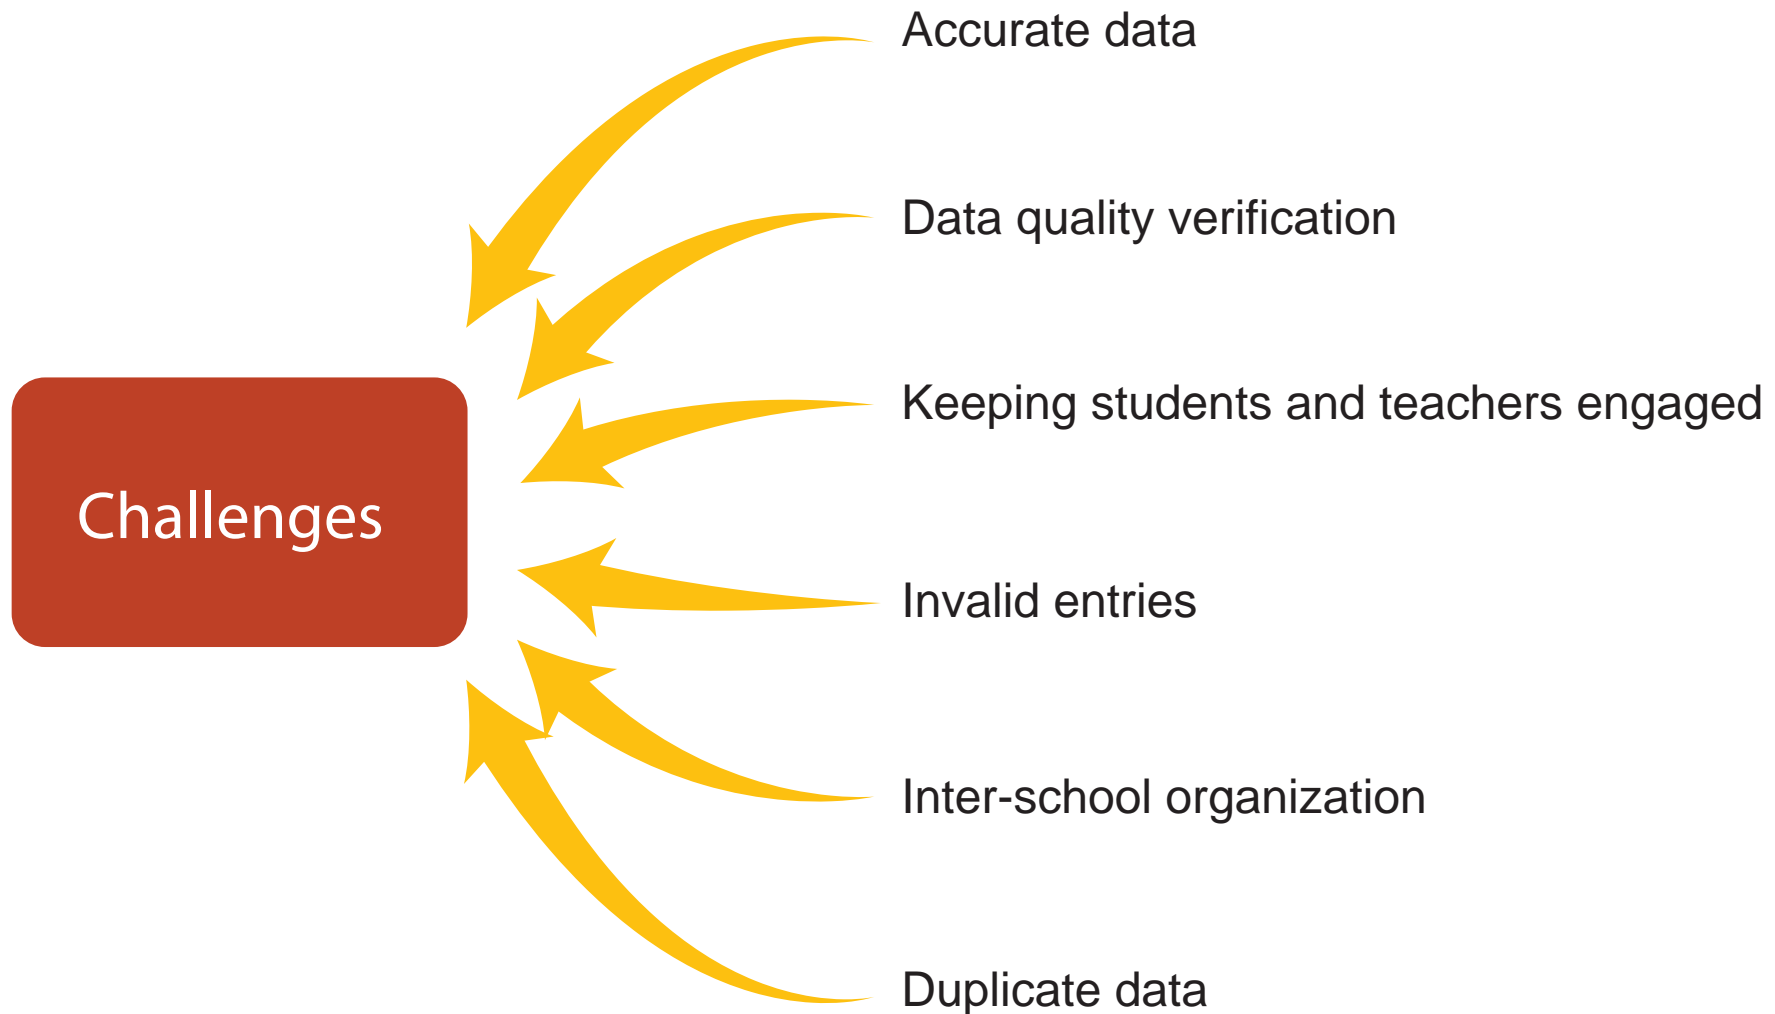 Accurate data
Data quality verification
Keeping students and teachers engaged
Challenges
Invalid entries
Inter-school organization
Duplicate data